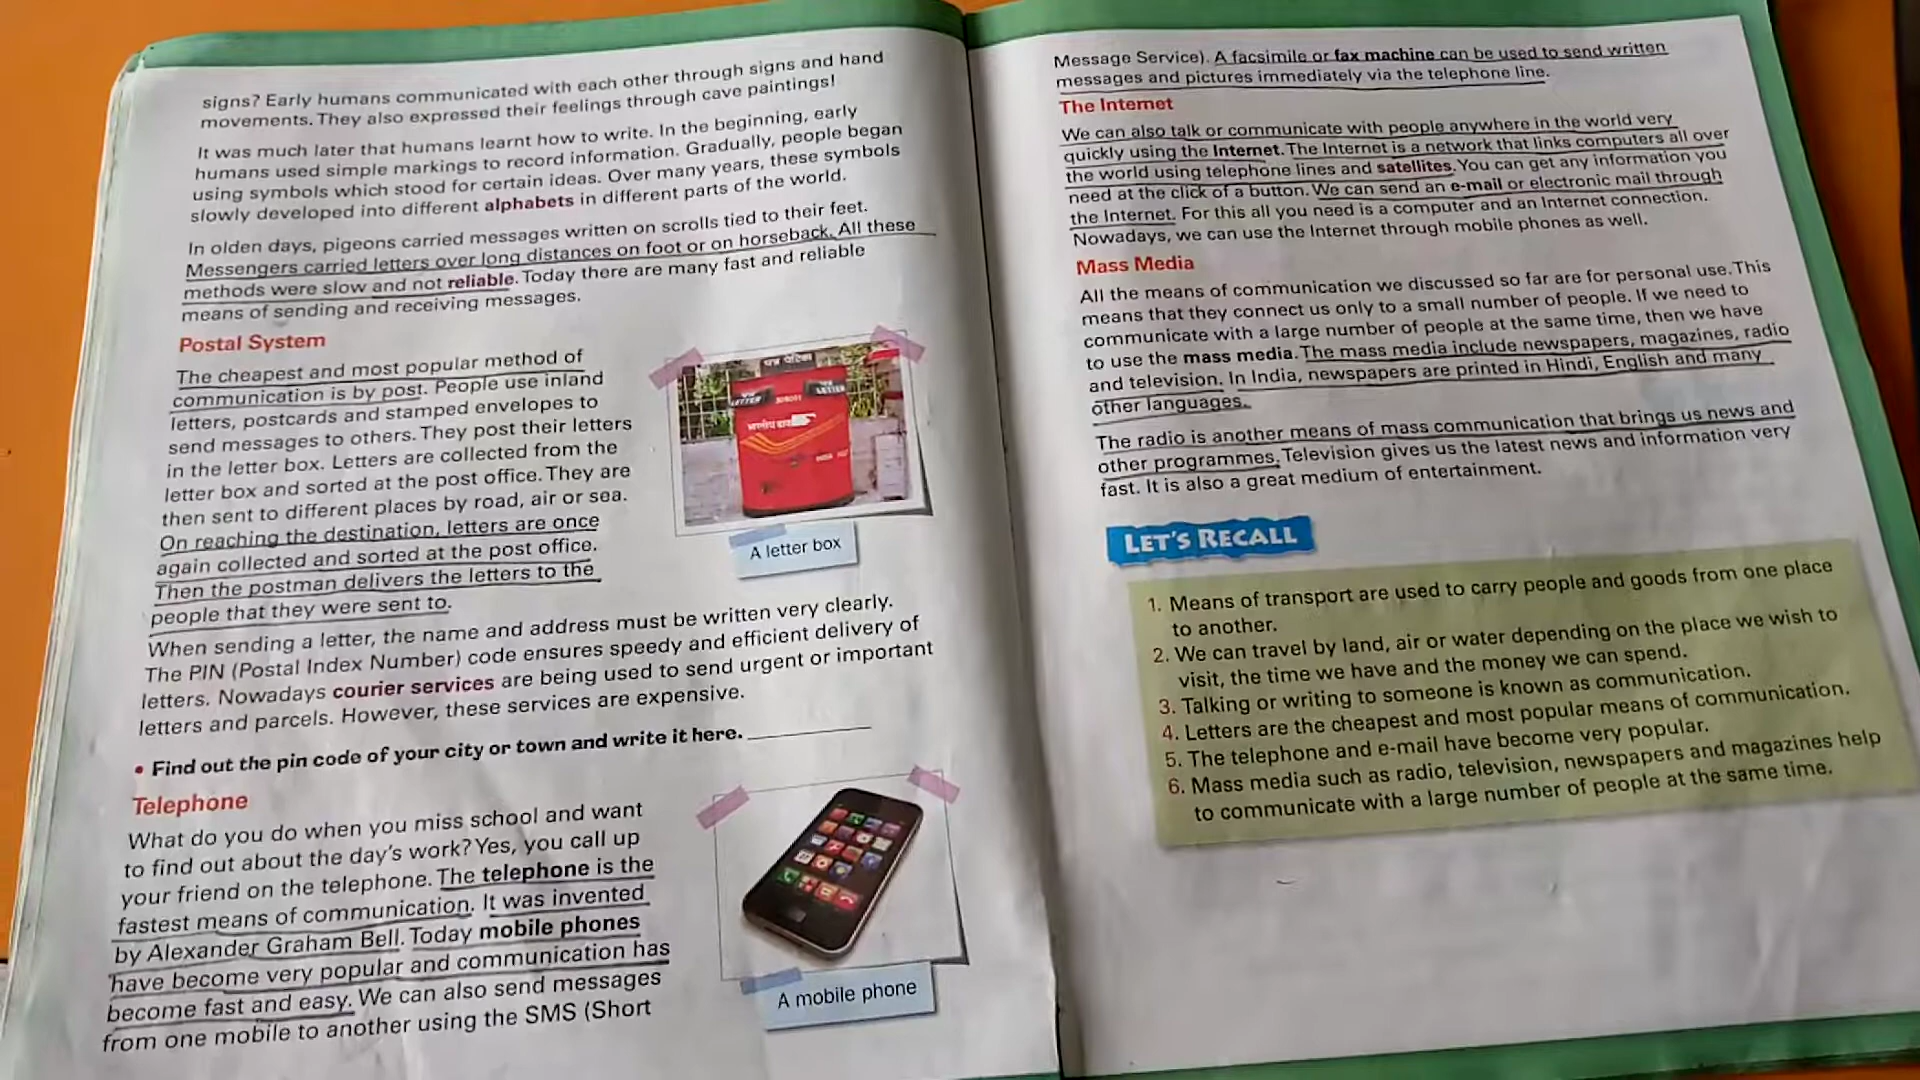 signs? Early humans communicated with each other through signs and hand
movements. They also expressed their feelings through cave paintings!
It was much later that humans learnt how to write. In the beginning, early
humans used simple markings to record information. Gradually, people began
using symbols which stood for certain ideas. Over many years, these symbols
slowly developed into different alphabets in different parts of the world.
In olden days, pigeons carried messages written on scrolls tied to their feet.
Messengers carried letters over long distances on foot or on horseback. All these
methods were slow and not reliable. Today there are many fast and reliable
means of sending and receiving messages.
Postal System
The cheapest and most popular method of
communication is by post. People use inland
letters, postcards and stamped envelopes to
send messages to others. They post their letters
in the letter box. Letters are collected from the
letter box and sorted at the post office. They are
then sent to different places by road, air or sea.
On reaching the destination, letters are once
again collected and sorted at the post office.
Then the postman delivers the letters to the
people that they were sent to.
पत्र पेटिका
LETTER
LETTER
A letter box
When sending a letter, the name and address must be written very clearly.
The PIN (Postal Index Number) code ensures speedy and efficient delivery of
letters. Nowadays courier services are being used to send urgent or important
letters and parcels. However, these services are expensive.
• Find out the pin code of your city or town and write it here.
Telephone
What do you do when you miss school and want
to find out about the day's work? Yes, you call up
your friend on the telephone. The telephone is the
fastest means of communication. It was invented
by Alexander Graham Bell. Today mobile phones
have become very popular and communication has
become fast and easy. We can also send messages
from one mobile to another using the SMS (Short
A mobile phone
Message Service). A facsimile or fax machine can be used to send written
messages and pictures immediately via the telephone line.
The Internet
We can also talk or communicate with people anywhere in the world very
quickly using the Internet. The Internet is a network that links computers all over
the world using telephone lines and satellites. You can get any information you
need at the click of a button. We can send an e-mail or electronic mail through
the Internet. For this all you need is a computer and an Internet connection.
Nowadays, we can use the Internet through mobile phones as well.
Mass Media
All the means of communication we discussed so far are for personal use. This
means that they connect us only to a small number of people. If we need to
communicate with a large number of people at the same time, then we have
to use the mass media. The mass media include newspapers, magazines, radio
and television. In India, newspapers are printed in Hindi, English and many
other languages.
The radio is another means of mass communication that brings us news and
other programmes. Television gives us the latest news and information very
fast. It is also a great medium of entertainment.
LET'S RECALL
1. Means of transport are used to carry people and goods from one place
to another.
2. We can travel by land, air or water depending on the place we wish to
visit, the time we have and the money we can spend.
3. Talking or writing to someone is known as communication.
4. Letters are the cheapest and most popular means of communication.
5. The telephone and e-mail have become very popular.
6. Mass media such as radio, television, newspapers and magazines help
to communicate with a large number of people at the same time.